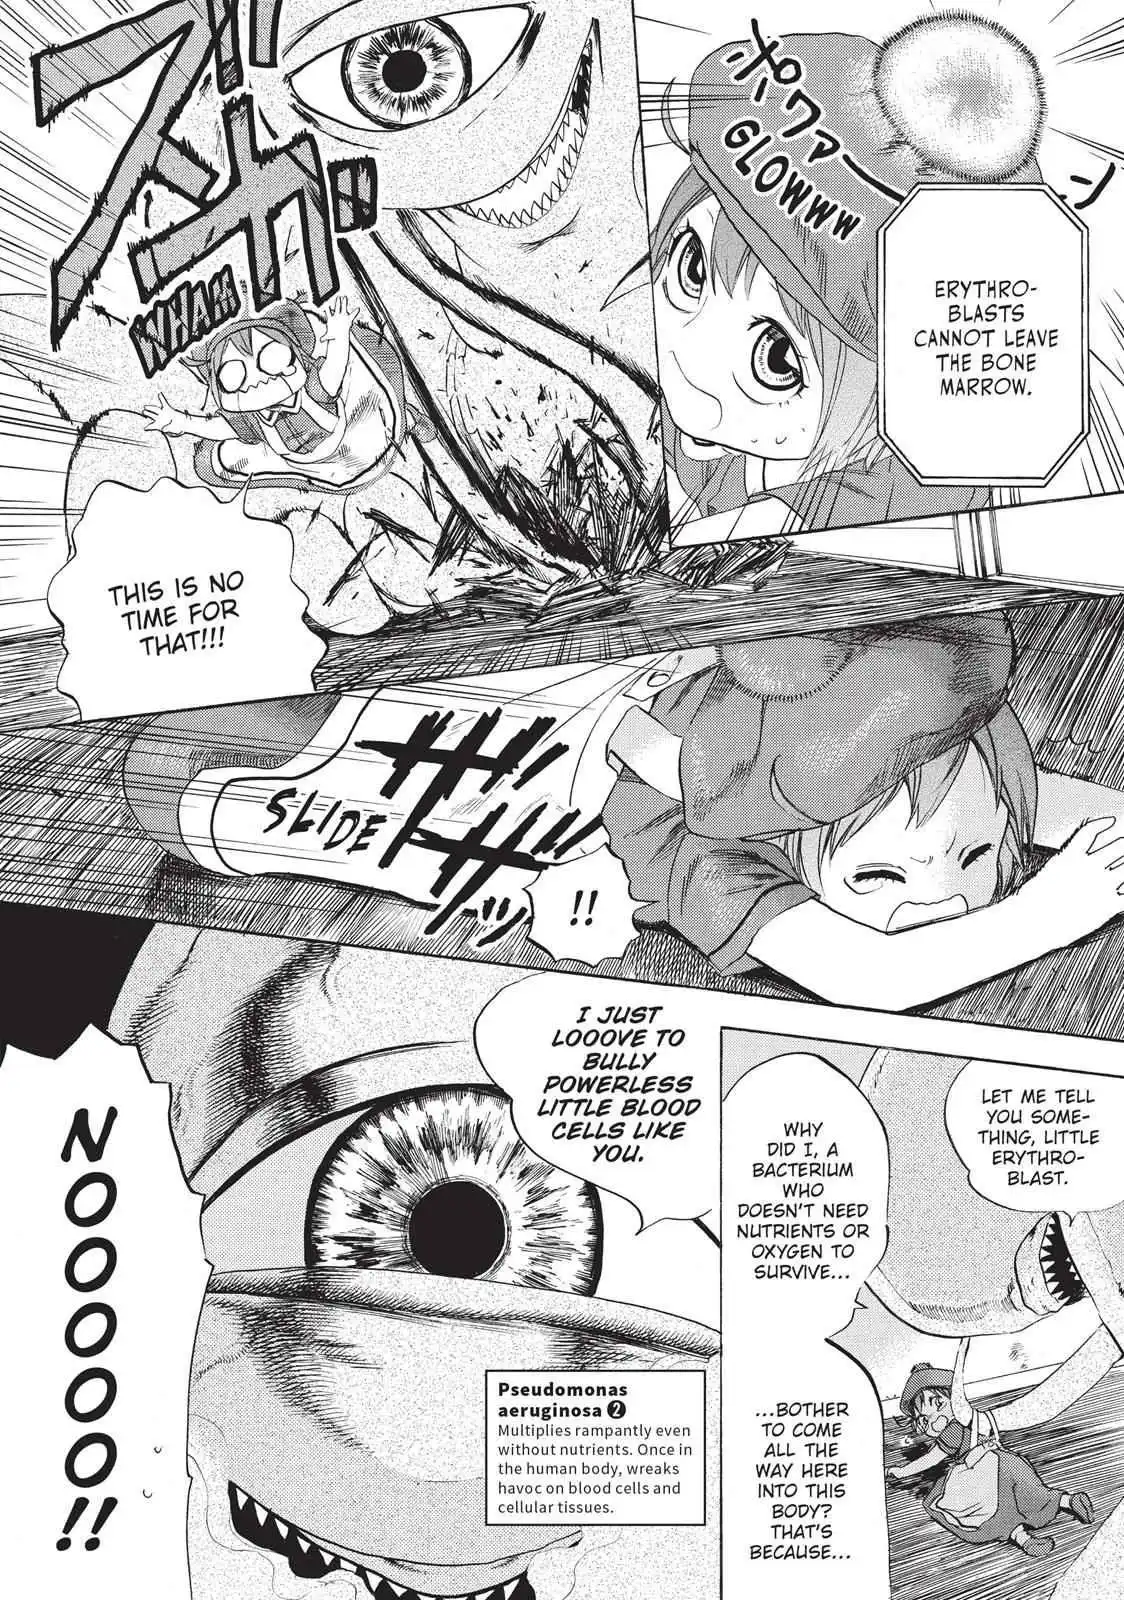 ポワァーン
GLOWWW
ERYTHRO-
BLASTS
CANNOT LEAVE
THE BONE
MARROW.
WHAM
THIS IS NO
TIME FOR
THAT!!!
SLIDE
!!
LET ME TELL
YOU SOME-
THING, LITTLE
ERYTHRO-
BLAST.
WHY
DID I, A
BACTERIUM
WHO
DOESN'T NEED
NUTRIENTS OR
OXYGEN TO
SURVIVE...
...BOTHER
TO COME
ALL THE
WAY HERE
INTO THIS
BODY?
THAT'S
BECAUSE...
I JUST
LOOOVE TO
BULLY
POWERLESS
LITTLE BLOOD
CELLS LIKE
YOU.
Pseudomonas
aeruginosa ❷
Multiplies rampantly even
without nutrients. Once in
the human body, wreaks
havoc on blood cells and
cellular tissues.
NOOOOOO!!